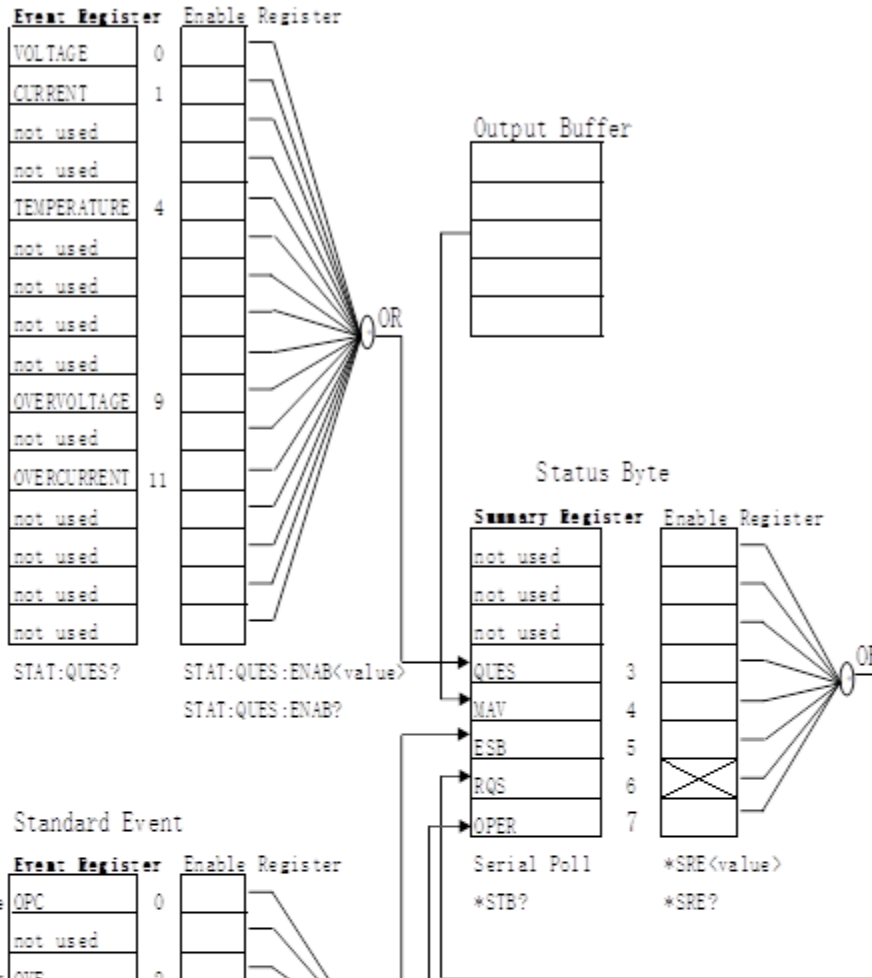 Event Register Enable Register
VOLTAGE 0
CURRENT 1
not used
not used
TEMPERATURE 4
not used
not used
not used
not used
OVERVOLTAGE 9
not used
OVERCURRENT 11
not used
not used
not used
not used
STAT:QUES? STAT:QUES:ENAB<value>
STAT:QUES:ENAB?
OR
Output Buffer
Status Byte
Summary Register Enable Register
not used
not used
not used
QUES 3
MAV 4
ESB 5
RQS 6
OPER 7
Serial Poll *SRE<value>
*STB? *SRE?
Standard Event
Event Register Enable Register
OPC 0
not used